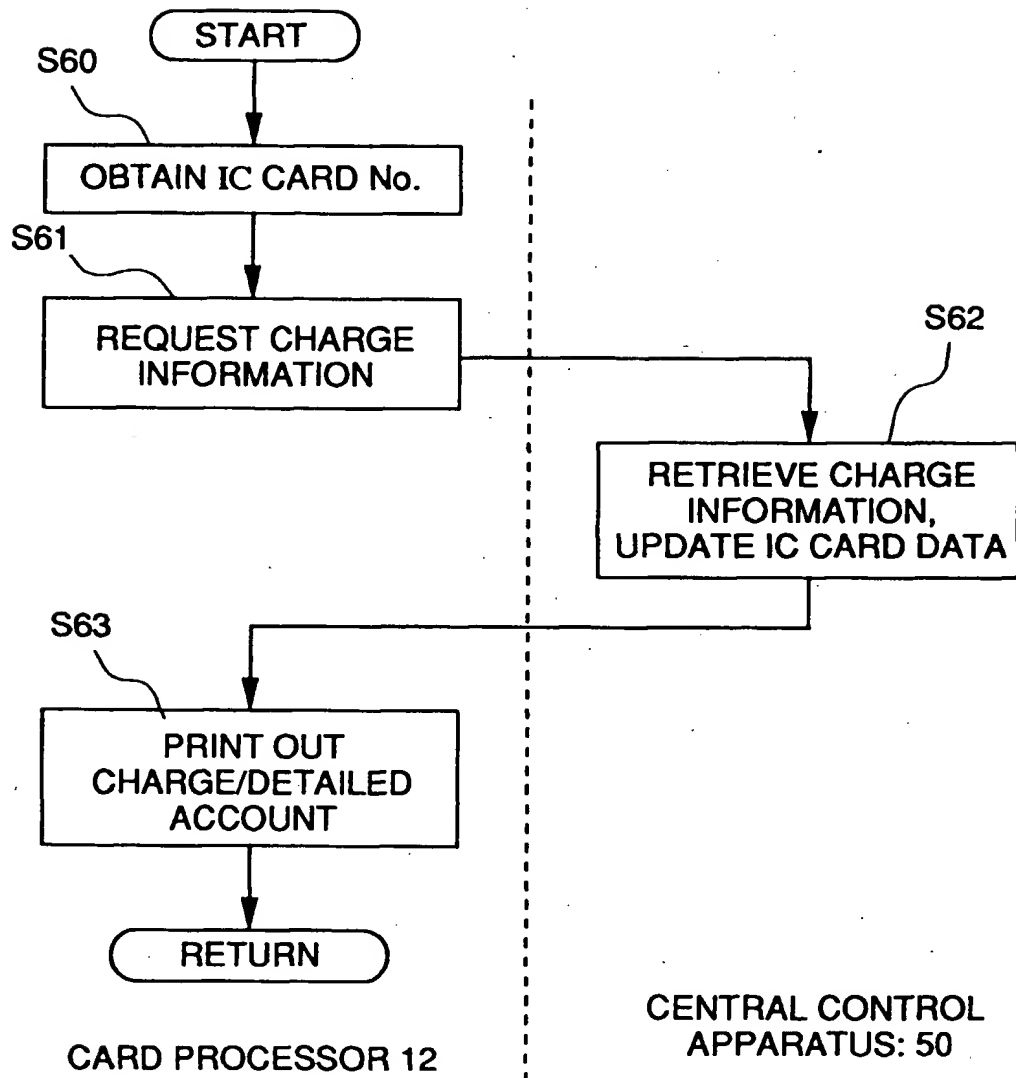 START
S60
OBTAIN IC CARD No.
S61
REQUEST CHARGE
INFORMATION
S62
RETRIEVE CHARGE
INFORMATION,
UPDATE IC CARD DATA
S63
PRINT OUT
CHARGE/DETAILED
ACCOUNT
RETURN
CARD PROCESSOR 12
CENTRAL CONTROL
APPARATUS: 50